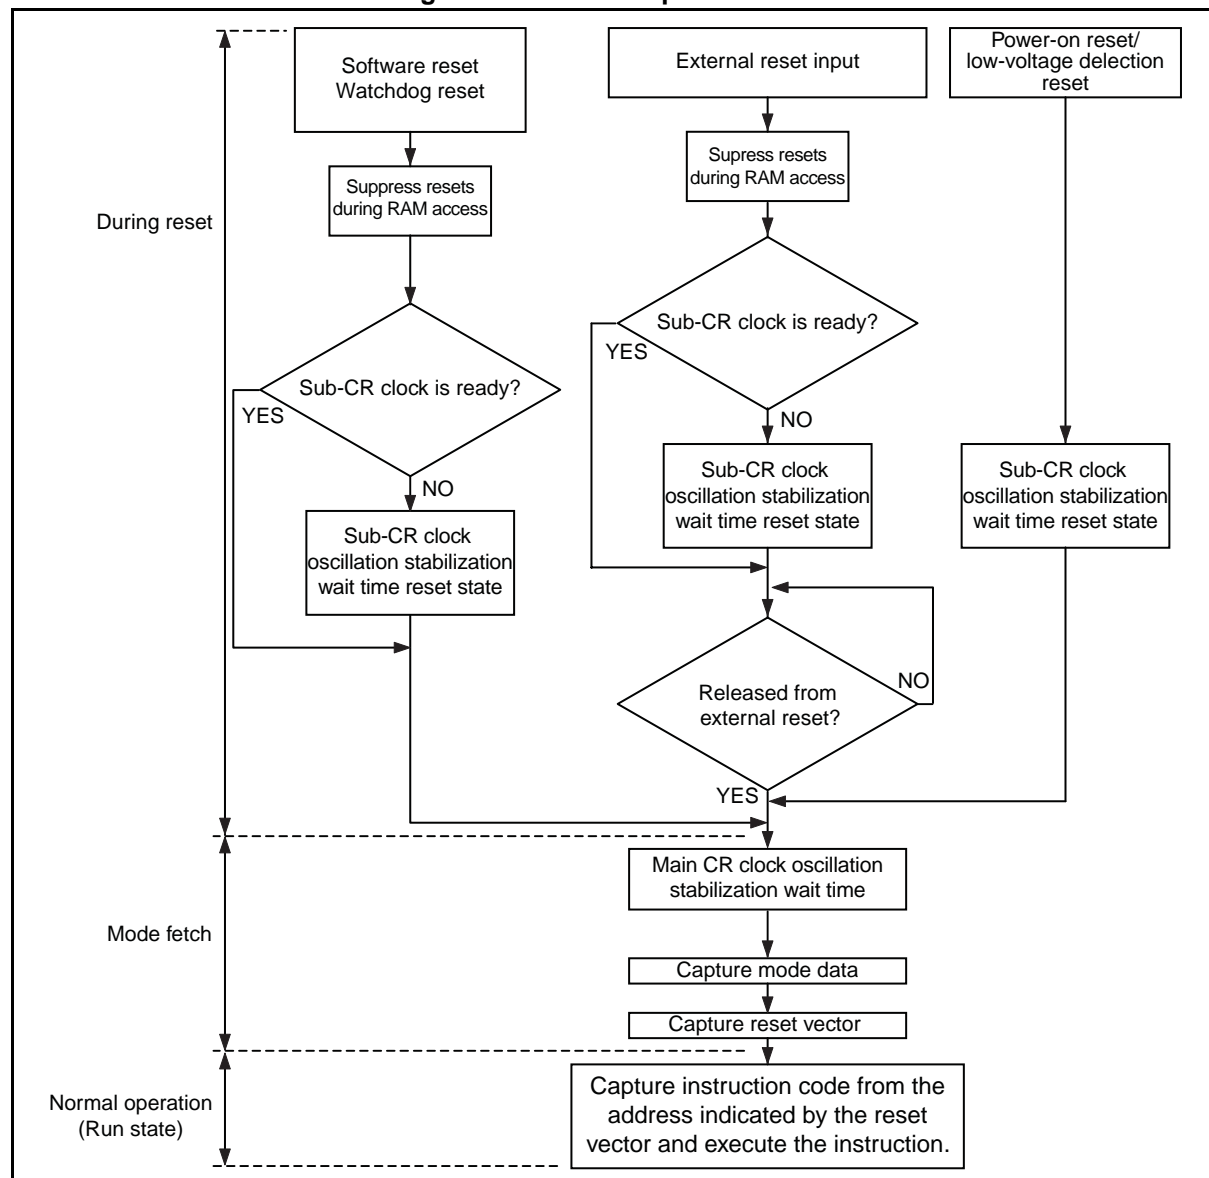 Software reset
Watchdog reset
External reset input
Power-on reset/
low-voltage delection
reset
Suppress resets
during RAM access
Supress resets
during RAM access
During reset
Sub-CR clock is ready?
YES
NO
Sub-CR clock is ready?
YES
NO
Sub-CR clock
oscillation stabilization
wait time reset state
Sub-CR clock
oscillation stabilization
wait time reset state
Sub-CR clock
oscillation stabilization
wait time reset state
Released from
external reset?
NO
YES
Main CR clock oscillation
stabilization wait time
Mode fetch
Capture mode data
Capture reset vector
Normal operation
(Run state)
Capture instruction code from the
address indicated by the reset
vector and execute the instruction.